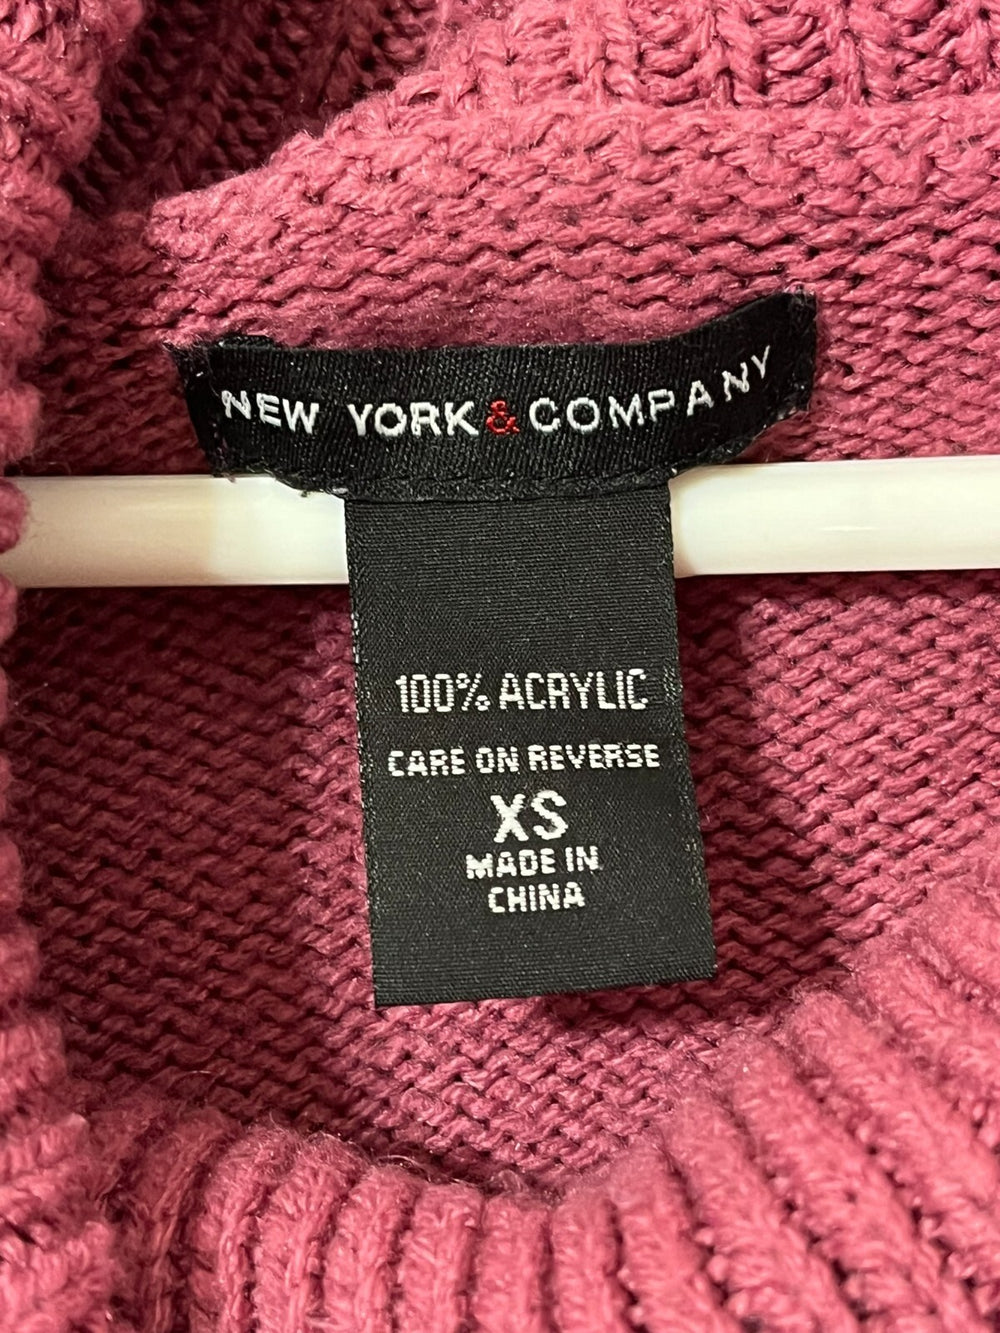 NEW YORK & COMPANY
100% ACRYLIC
CARE ON REVERSE
XS
MADE IN
CHINA